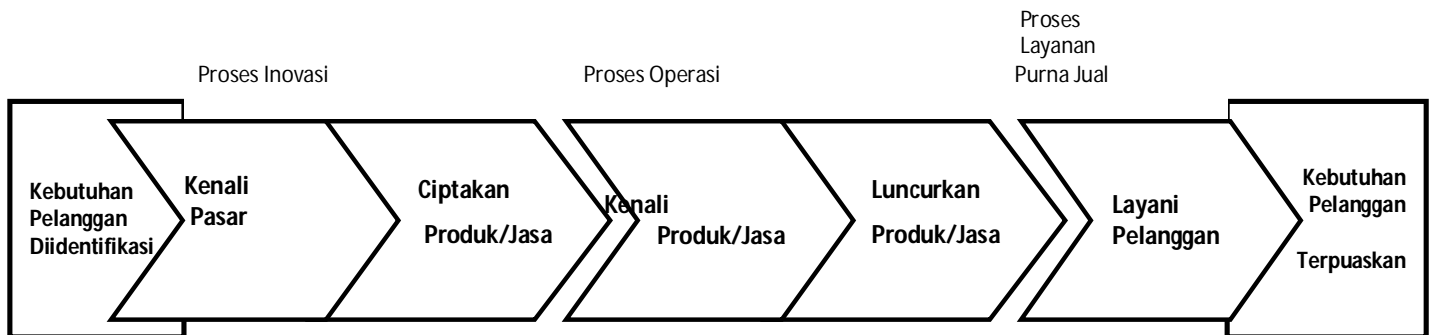 Proses
Layanan
Purna Jual
Proses Inovasi
Proses Operasi
Kebutuhan
Pelanggan
Diidentifikasi
Kenali
Pasar
Ciptakan
Produk/Jasa
Kenali
Produk/Jasa
Luncurkan
Produk/Jasa
Layani
Pelanggan
Kebutuhan
Pelanggan
Terpuaskan